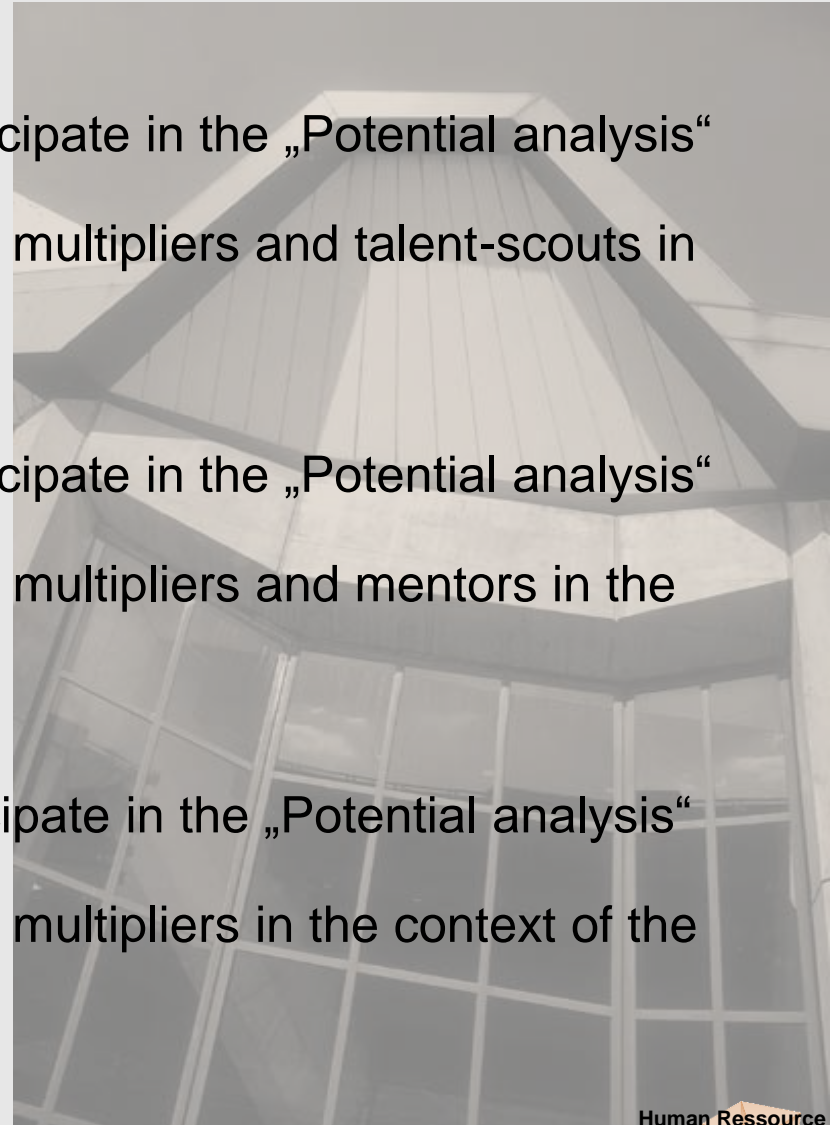 cipate in the „Potential analysis“
multipliers and talent-scouts in
cipate in the „Potential analysis“
multipliers and mentors in the
ipate in the „Potential analysis“
multipliers in the context of the
Human Ressource